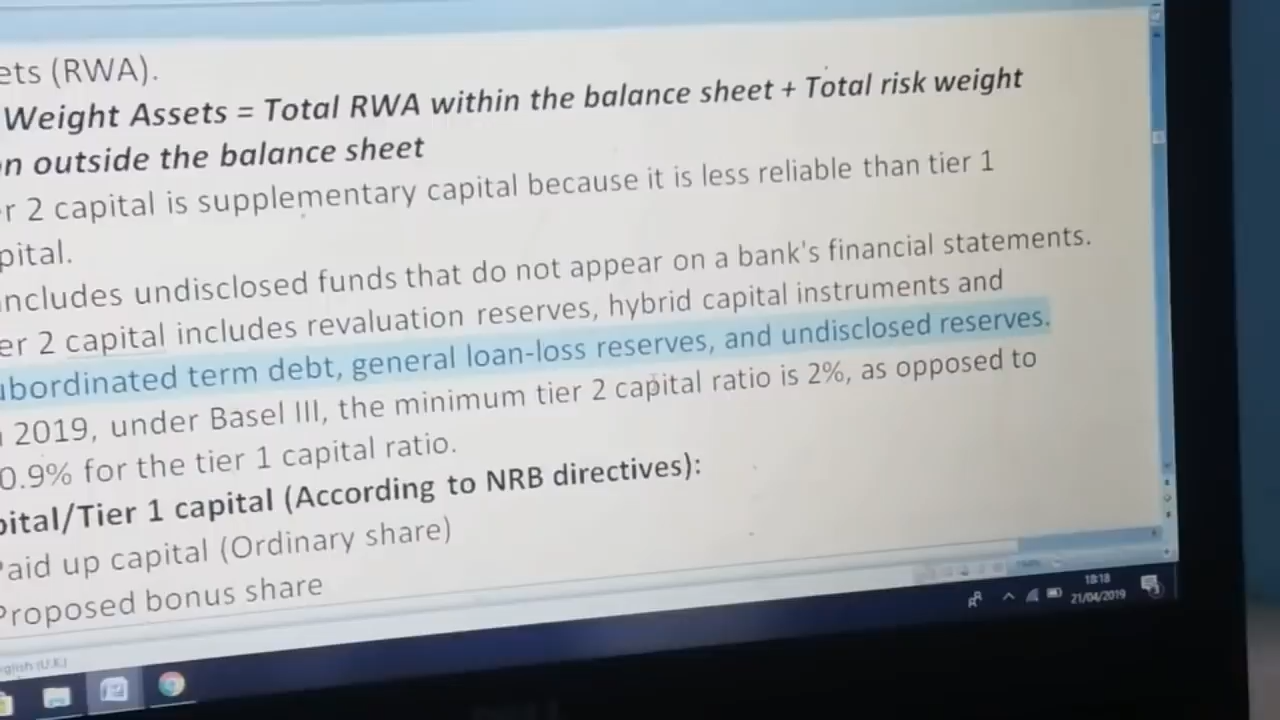 ets (RWA).
Weight Assets = Total RWA within the balance sheet + Total risk weight
n outside the balance sheet
r 2 capital is supplementary capital because it is less reliable than tier 1
pital.
includes undisclosed funds that do not appear on a bank's financial statements.
er 2 capital includes revaluation reserves, hybrid capital instruments and
ubordinated term debt, general loan-loss reserves, and undisclosed reserves.
2019, under Basel III, the minimum tier 2 capital ratio is 2%, as opposed to
0.9% for the tier 1 capital ratio.
pital/Tier 1 capital (According to NRB directives):
Paid up capital (Ordinary share)
Proposed bonus share
18:18
21/04/2019
nglish (U.K.)